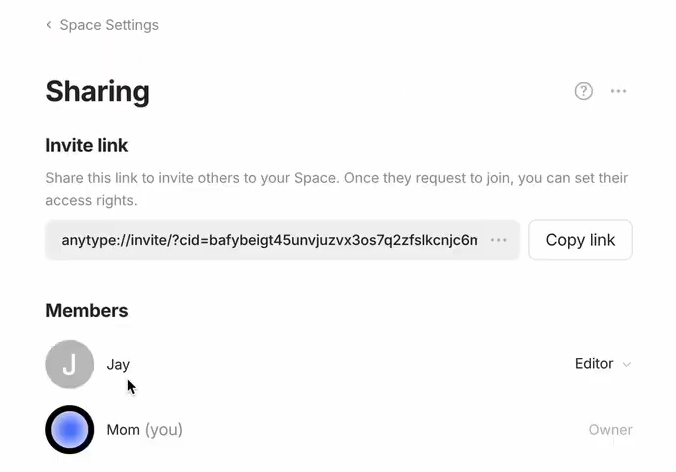 Space Settings
Sharing
Invite link
Share this link to invite others to your Space. Once they request to join, you can set their
access rights.
anytype://invite/?cid=bafybeigt45unvjuzvx3os7q2zfslkcnjc6m ··· Copy link
Members
J Jay Editor
Mom (you) Owner